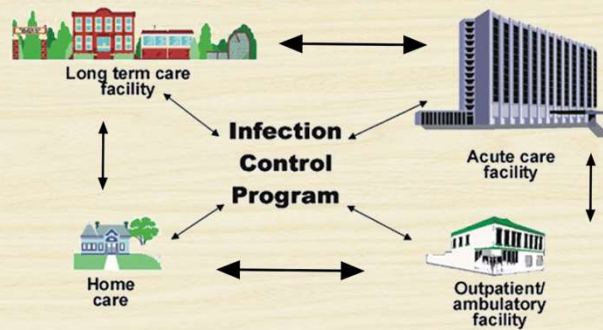 Long term care
facility
Infection
Control
Program
Acute care
facility
Home
care
Outpatient/
ambulatory
facility